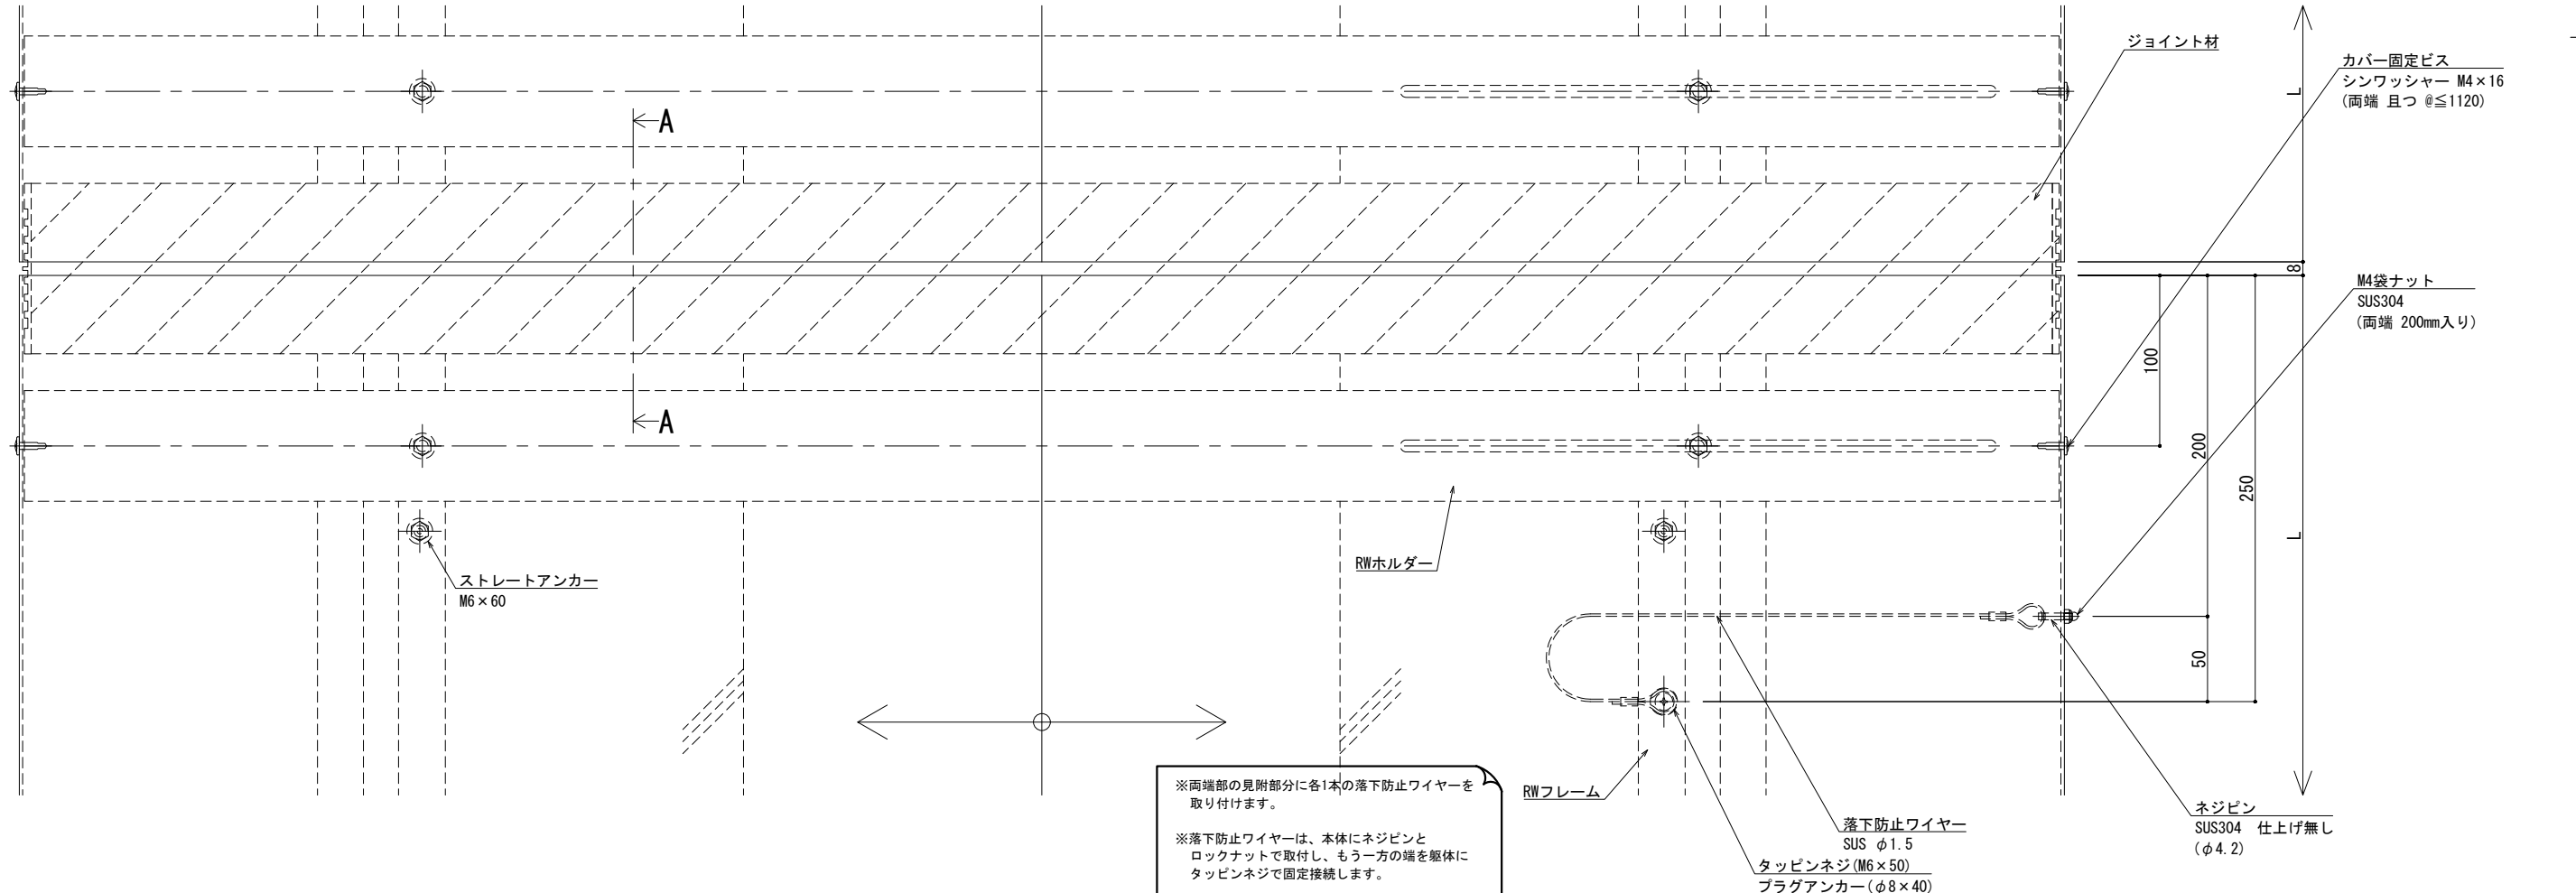 ジョイント材
カバー固定ビス
シンワッシャー M4×16
(両端 且つ @≦1120)
L
A
8
M4袋ナット
SUS304
(両端 200mm入り)
100
A
200
250
L
RWホルダー
ストレートアンカー
M6×60
50
※両端部の見附部分に各1本の落下防止ワイヤーを
取り付けます。
※落下防止ワイヤーは、本体にネジピンと
ロックナットで取付し、もう一方の端を躯体に
タッピンネジで固定接続します。
RWフレーム
落下防止ワイヤー
SUS φ1.5
タッピンネジ(M6×50)
プラグアンカー(φ8×40)
ネジピン
SUS304 仕上げ無し
(φ4.2)